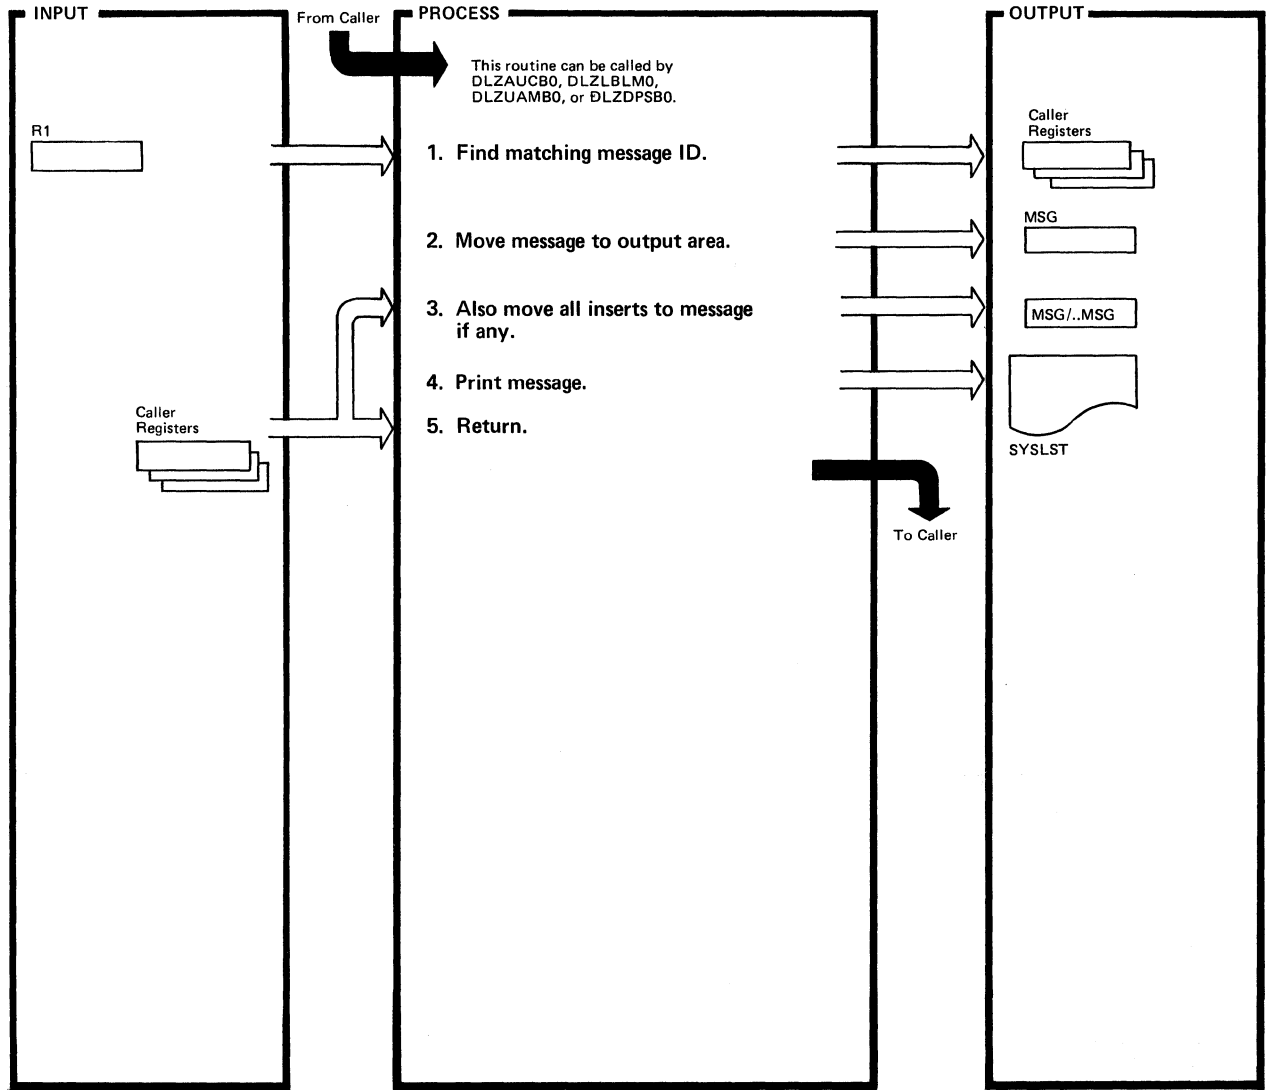 INPUT
From Caller
PROCESS
OUTPUT
This routine can be called by
DLZAUCB0, DLZLBLM0,
DLZUAMB0, or DLZDPSB0.
R1
1. Find matching message ID.
Caller
Registers
2. Move message to output area.
MSG
3. Also move all inserts to message
if any.
MSG/..MSG
4. Print message.
Caller
Registers
5. Return.
SYSLST
To Caller